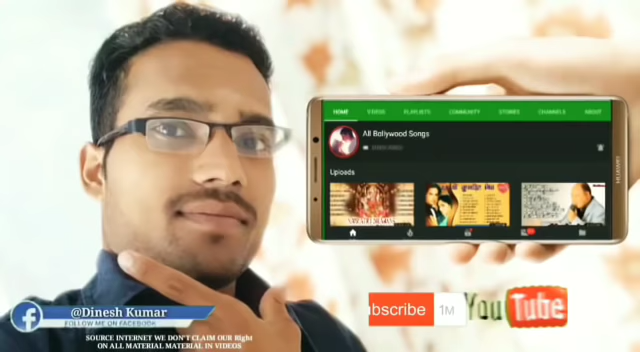 HOME VIDEOS PLAYLISTS COMMUNITY STORIES CHANNELS ABOUT
All Bollywood Songs
Uploads
HUAWEI
ubscribe 1M YouTube
@Dinesh Kumar
FOLLOW ME ON FACEBOOK
SOURCE INTERNET WE DON'T CLAIM OUR Right
ON ALL MATERIAL MATERIAL IN VIDEOS